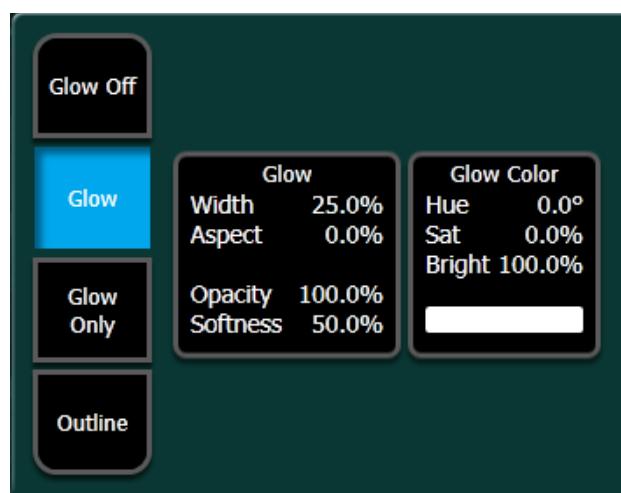 Glow Off
Glow
Glow
Only
Outline
Glow
Width 25.0%
Aspect 0.0%
Opacity 100.0%
Softness 50.0%
Glow Color
Hue 0.0°
Sat 0.0%
Bright 100.0%